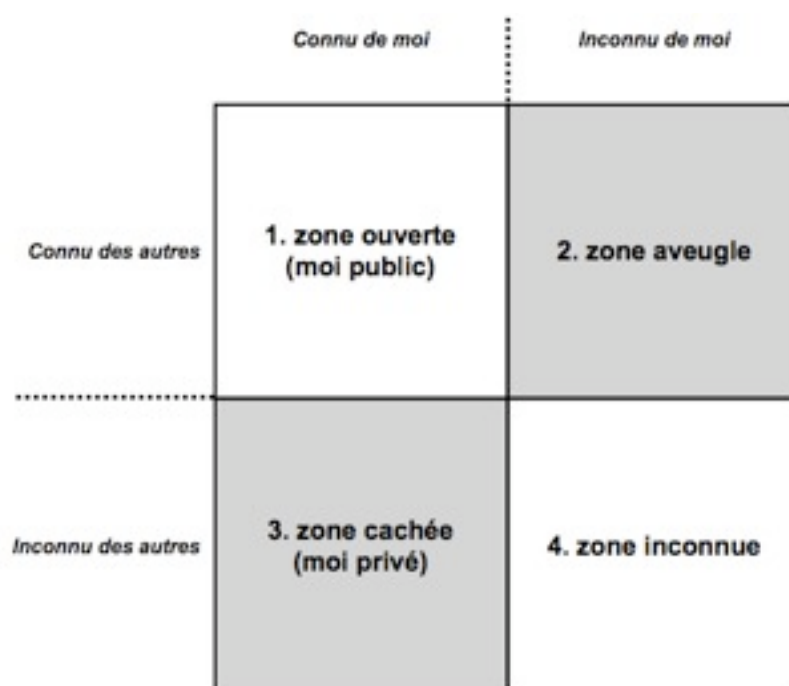 Connu de moi
Inconnu de moi
Connu des autres
1. zone ouverte
(moi public)
2. zone aveugle
Inconnu des autres
3. zone cachée
(moi privé)
4. zone inconnue